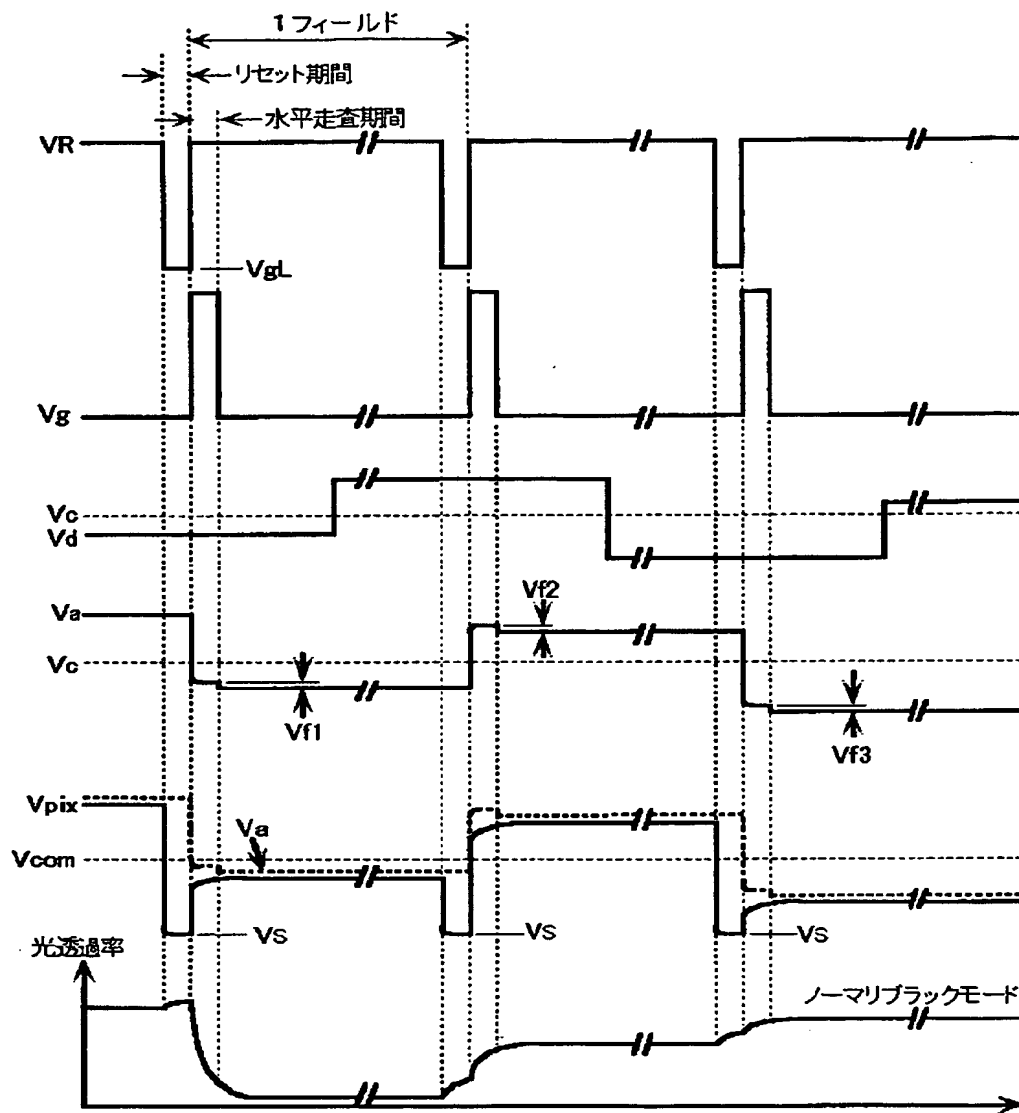 1フィールド
リセット期間
水平走査期間
VR
VgL
Vg
Vc
Vd
Vf2
Va
Vc
Vf1
Vf3
Vpix
Va
Vcom
VS
VS
VS
光透過率
ノーマリブラックモード